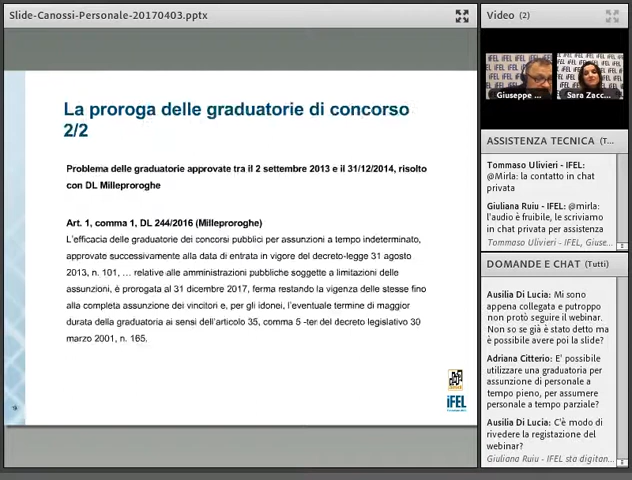 Slide-Canossi-Personale-20170403.pptx
La proroga delle graduatorie di concorso
2/2
Problema delle graduatorie approvate tra il 2 settembre 2013 e il 31/12/2014, risolto
con DL Milleproroghe
Art. 1, comma 1, DL 244/2016 (Milleproroghe)
L'efficacia delle graduatorie dei concorsi pubblici per assunzioni a tempo indeterminato,
approvate successivamente alla data di entrata in vigore del decreto-legge 31 agosto
2013, n. 101, … relative alle amministrazioni pubbliche soggette a limitazioni delle
assunzioni, è prorogata al 31 dicembre 2017, ferma restando la vigenza delle stesse fino
alla completa assunzione dei vincitori e, per gli idonei, l'eventuale termine di maggior
durata della graduatoria ai sensi dell'articolo 35, comma 5 -ter del decreto legislativo 30
marzo 2001, n. 165.
iFEL
Video (2)
Giuseppe ...
Sara Zacc...
ASSISTENZA TECNICA (T...
Tommaso Ulivieri - IFEL:
@Mirla: la contatto in chat
privata
Giuliana Ruiu - IFEL: @mirla:
l'audio è fruibile, le scriviamo
in chat privata per assistenza
Tommaso Ulivieri - IFEL, Giuse...
DOMANDE E CHAT (Tutti)
Ausilia Di Lucia: Mi sono
appena collegata e putroppo
non protò seguire il webinar.
Non so se già è stato detto ma
è possibile avere poi la slide?
Adriana Citterio: E' possibile
utilizzare una graduatoria per
assunzione di personale a
tempo pieno, per assumere
personale a tempo parziale?
Ausilia Di Lucia: C'è modo di
rivedere la registazione del
webinar?
Giuliana Ruiu - IFEL sta digitan...